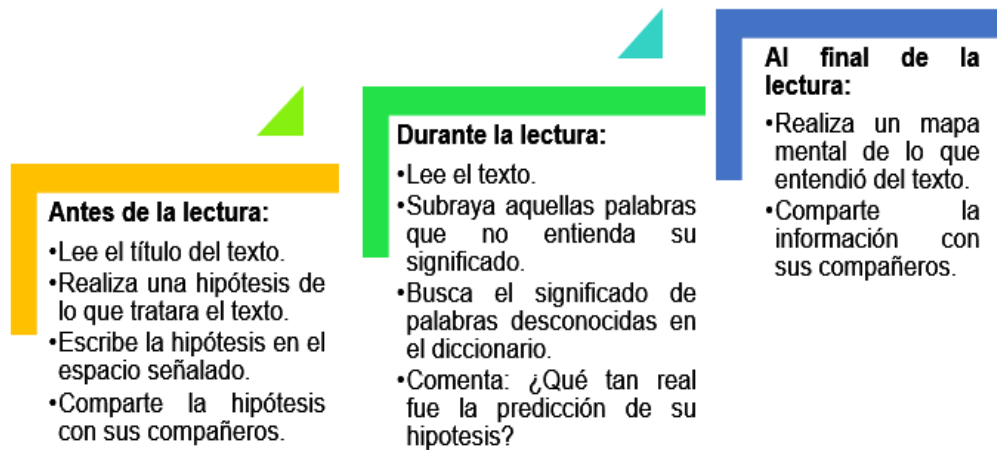 Antes de la lectura:
•Lee el título del texto.
•Realiza una hipótesis de
lo que tratara el texto.
•Escribe la hipótesis en el
espacio señalado.
•Comparte la hipótesis
con sus compañeros.
Durante la lectura:
•Lee el texto.
•Subraya aquellas palabras
que no entienda su
significado.
•Busca el significado de
palabras desconocidas en
el diccionario.
•Comenta: ¿Qué tan real
fue la predicción de su
hipotesis?
Al final de la
lectura:
•Realiza un mapa
mental de lo que
entendió del texto.
•Comparte la
información con
sus compañeros.